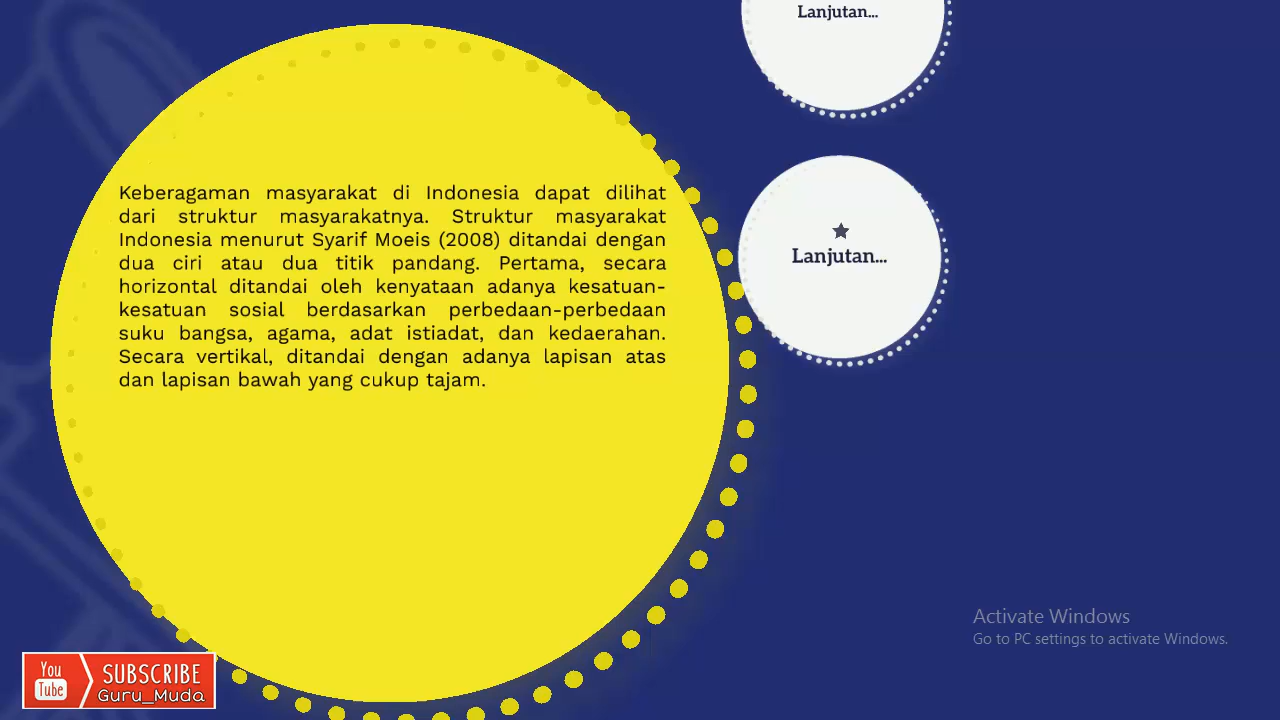 Lanjutan...
Keberagaman masyarakat di Indonesia dapat dilihat
dari struktur masyarakatnya. Struktur masyarakat
Indonesia menurut Syarif Moeis (2008) ditandai dengan
dua ciri atau dua titik pandang. Pertama, secara
horizontal ditandai oleh kenyataan adanya kesatuan-
kesatuan sosial berdasarkan perbedaan-perbedaan
suku bangsa, agama, adat istiadat, dan kedaerahan.
Secara vertikal, ditandai dengan adanya lapisan atas
dan lapisan bawah yang cukup tajam.
Lanjutan...
Activate Windows
Go to PC settings to activate Windows.
You
Tube
SUBSCRIBE
Guru_Muda